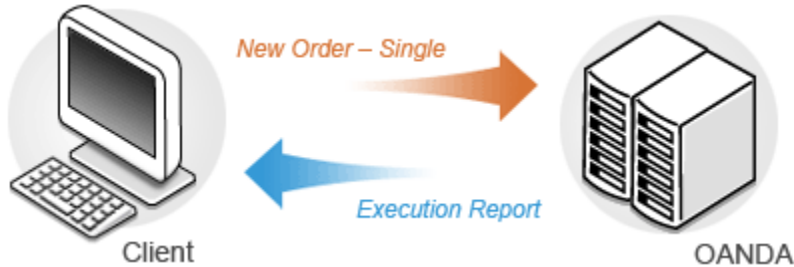 New Order – Single
Execution Report
Client
OANDA